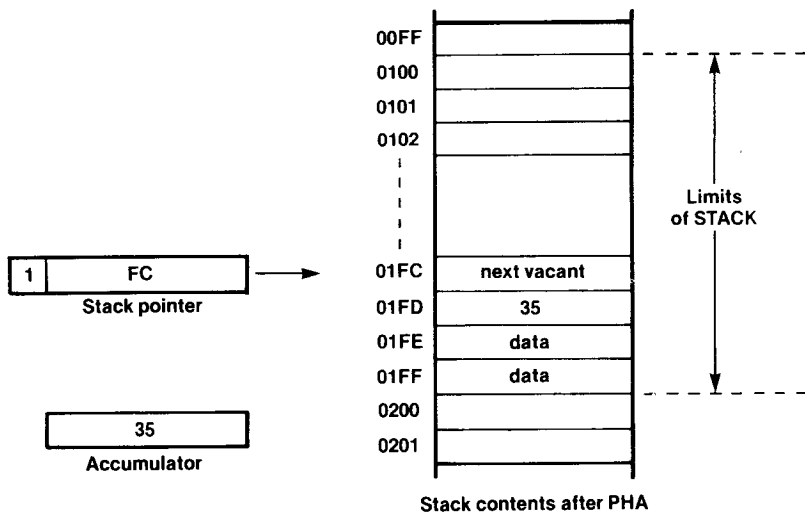 00FF
0100
0101
0102
Limits
of STACK
1 FC
Stack pointer
01FC next vacant
01FD 35
01FE data
01FF data
0200
0201
35
Accumulator
Stack contents after PHA